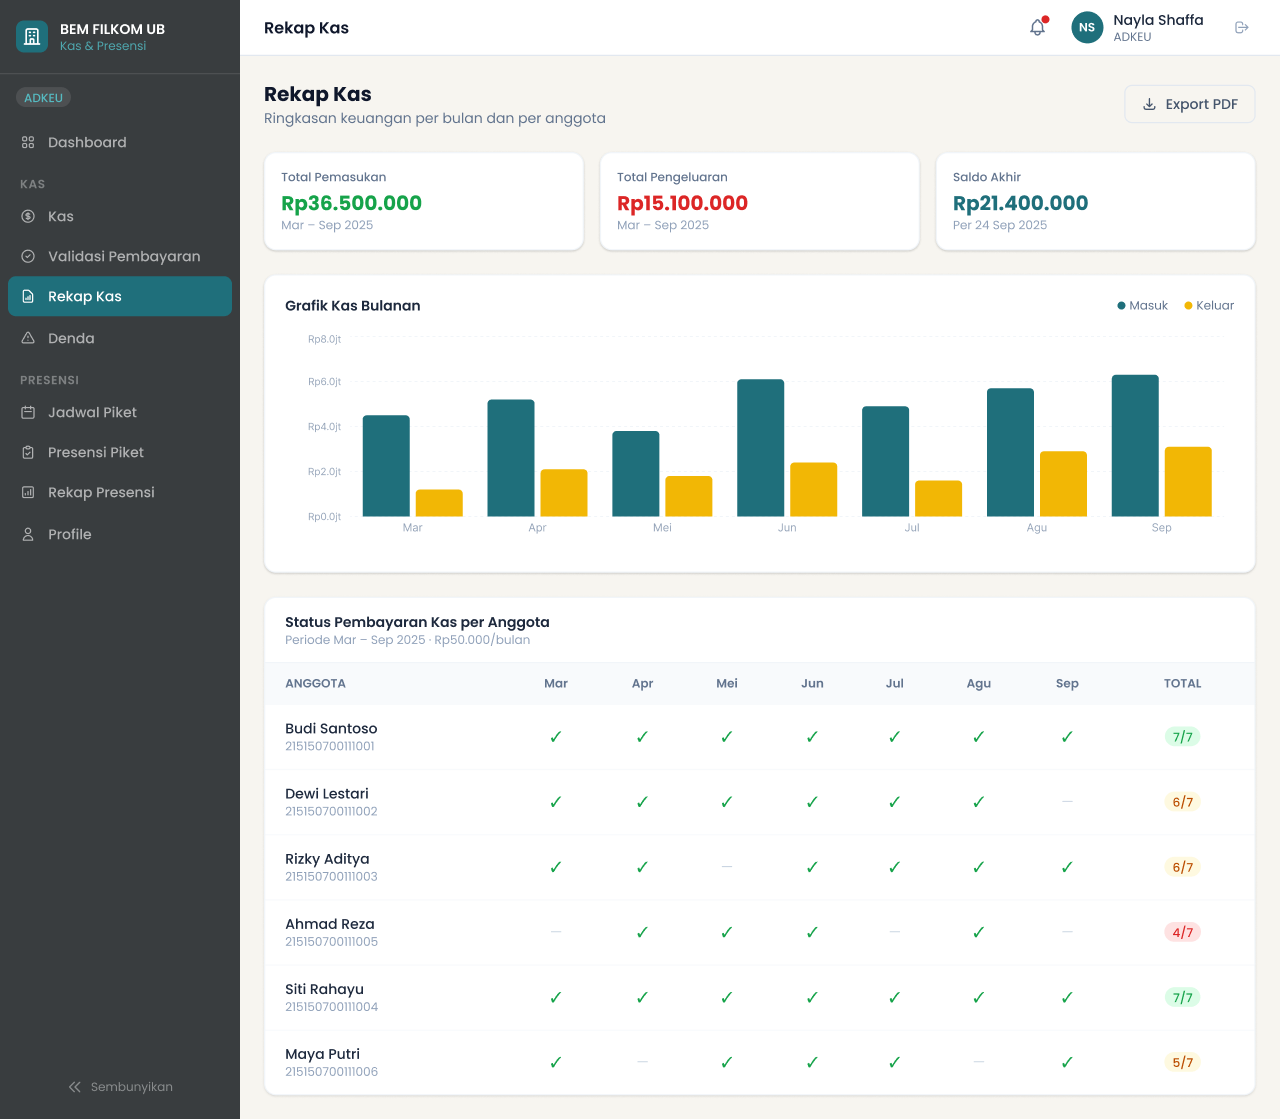 BEM FILKOM UB
Kas & Presensi
ADKEU
Dashboard
KAS
Kas
Validasi Pembayaran
Rekap Kas
Denda
PRESENSI
Jadwal Piket
Presensi Piket
Rekap Presensi
Profile
Sembunyikan
Rekap Kas
NS
Nayla Shaffa
ADKEU
Rekap Kas
Ringkasan keuangan per bulan dan per anggota
Export PDF
Total Pemasukan
Rp36.500.000
Mar – Sep 2025
Total Pengeluaran
Rp15.100.000
Mar – Sep 2025
Saldo Akhir
Rp21.400.000
Per 24 Sep 2025
Grafik Kas Bulanan
Masuk Keluar
Rp8.0jt
Rp6.0jt
Rp4.0jt
Rp2.0jt
Rp0.0jt
Mar Apr Mei Jun Jul Agu Sep
Status Pembayaran Kas per Anggota
Periode Mar – Sep 2025 · Rp50.000/bulan
ANGGOTA Mar Apr Mei Jun Jul Agu Sep TOTAL
Budi Santoso
215150700111001
✓ ✓ ✓ ✓ ✓ ✓ ✓ 7/7
Dewi Lestari
215150700111002
✓ ✓ ✓ ✓ ✓ ✓ — 6/7
Rizky Aditya
215150700111003
✓ ✓ — ✓ ✓ ✓ ✓ 6/7
Ahmad Reza
215150700111005
— ✓ ✓ ✓ — ✓ — 4/7
Siti Rahayu
215150700111004
✓ ✓ ✓ ✓ ✓ ✓ ✓ 7/7
Maya Putri
215150700111006
✓ — ✓ ✓ ✓ — ✓ 5/7